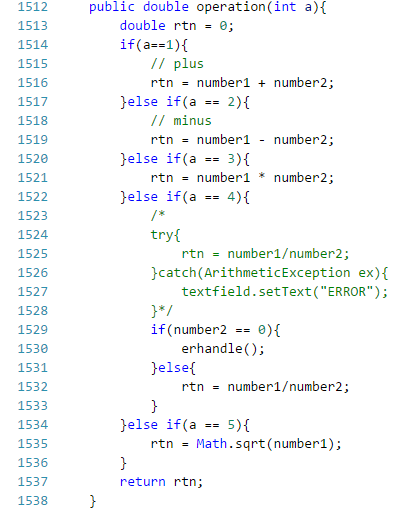 1512 public double operation(int a){
1513 double rtn = 0;
1514 if(a==1){
1515 // plus
1516 rtn = number1 + number2;
1517 }else if(a == 2){
1518 // minus
1519 rtn = number1 - number2;
1520 }else if(a == 3){
1521 rtn = number1 * number2;
1522 }else if(a == 4){
1523 /*
1524 try{
1525 rtn = number1/number2;
1526 }catch(ArithmeticException ex){
1527 textfield.setText("ERROR");
1528 }*/
1529 if(number2 == 0){
1530 erhandle();
1531 }else{
1532 rtn = number1/number2;
1533 }
1534 }else if(a == 5){
1535 rtn = Math.sqrt(number1);
1536 }
1537 return rtn;
1538 }